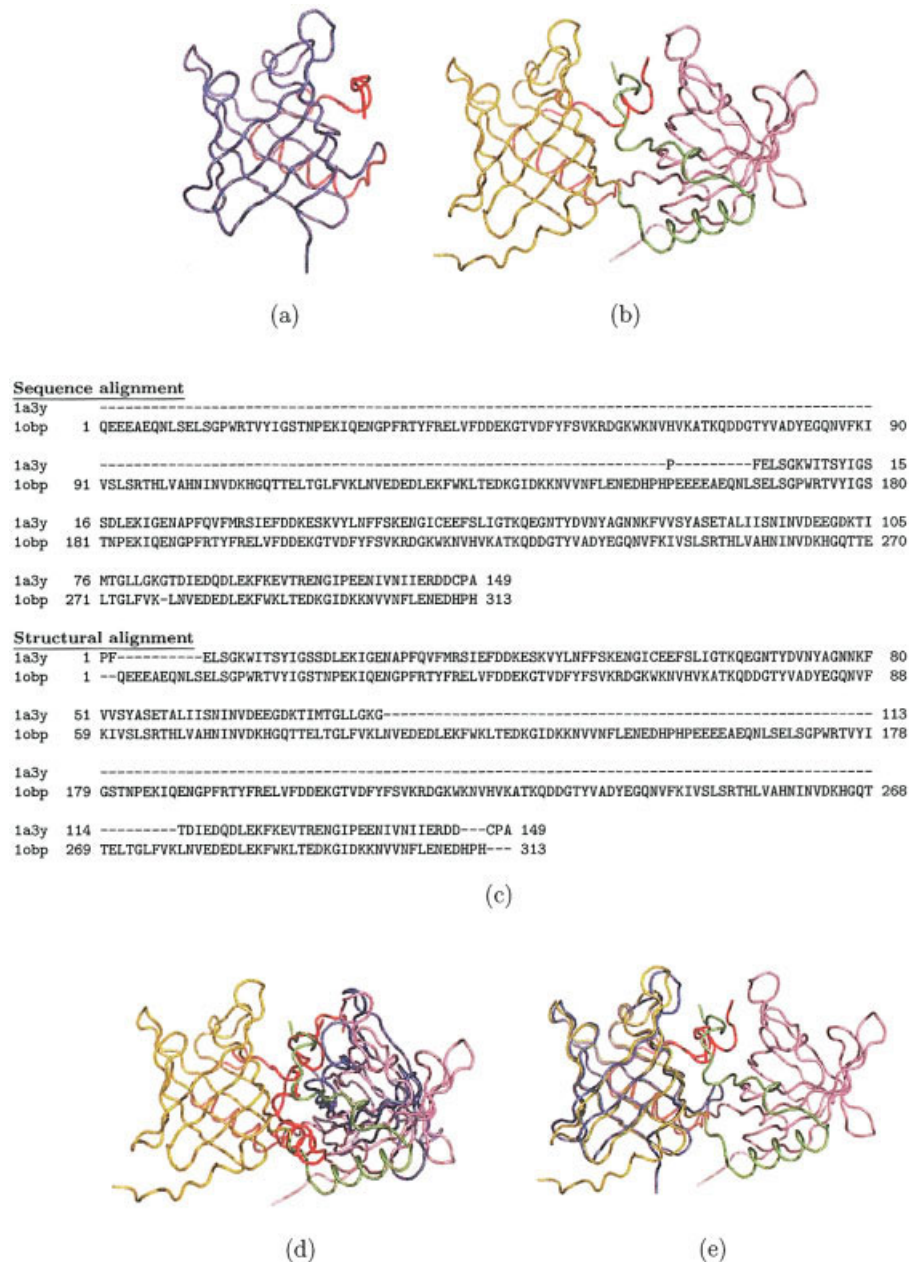 (a)
(b)
Sequence alignment
1a3y ------------------------------------------------------------------------------------------
1obp 1 QEEEAEQNLSELSGPWRTVYIGSTNPEKIQENGPFRTYFRELVFDDEKGTVDFYFSVKRDGKWKNVHVKATKQDDGTYVADYEGQNVFKI 90
1a3y ------------------------------------------------------------------P---------FELSGKWITSYIGS 15
1obp 91 VSLSRTHLVAHNINVDKHGQTTELTGLFVKLNVEDEDLEKFWKLTEDKGIDKKNVVNFLENEDHPHPEEEEAEQNLSELSGPWRTVYIGS 180
1a3y 16 SDLEKIGENAPFQVFMRSIEFDDKESKVYLNFFSKENGICEEFSLIGTKQEGNTYDVNYAGNNKFVVSYASETALIISNINVDEEGDKTI 105
1obp 181 TNPEKIQENGPFRTYFRELVFDDEKGTVDFYFSVKRDGKWKNVHVKATKQDDGTYVADYEGQNVFKIVSLSRTHLVAHNINVDKHGQTTE 270
1a3y 76 MTGLLGKGTDIEDQDLEKFKEVTRENGIPEENIVNIIERDDCPA 149
1obp 271 LTGLFVK-LNVEDEDLEKFWKLTEDKGIDKKNVVNFLENEDHPH 313
Structural alignment
1a3y 1 PF----------ELSGKWITSYIGSSDLEKIGENAPFQVFMRSIEFDDKESKVYLNFFSKENGICEEFSLIGTKQEGNTYDVNYAGNNKF 80
1obp 1 --QEEEAEQNLSELSGPWRTVYIGSTNPEKIQENGPFRTYFRELVFDDEKGTVDFYFSVKRDGKWKNVHVKATKQDDGTYVADYEGQNVF 88
1a3y 51 VVSYASETALIISNINVDEEGDKTIMTGLLGKG--------------------------------------------------------- 113
1obp 59 KIVSLSRTHLVAHNINVDKHGQTTELTGLFVKLNVEDEDLEKFWKLTEDKGIDKKNVVNFLENEDHPHPEEEEAEQNLSELSGPWRTVYI 178
1a3y ------------------------------------------------------------------------------------------
1obp 179 GSTNPEKIQENGPFRTYFRELVFDDEKGTVDFYFSVKRDGKWKNVHVKATKQDDGTYVADYEGQNVFKIVSLSRTHLVAHNINVDKHGQT 268
1a3y 114 ---------TDIEDQDLEKFKEVTRENGIPEENIVNIIERDD---CPA 149
1obp 269 TELTGLFVKLNVEDEDLEKFWKLTEDKGIDKKNVVNFLENEDHPH--- 313
(c)
(d)
(e)